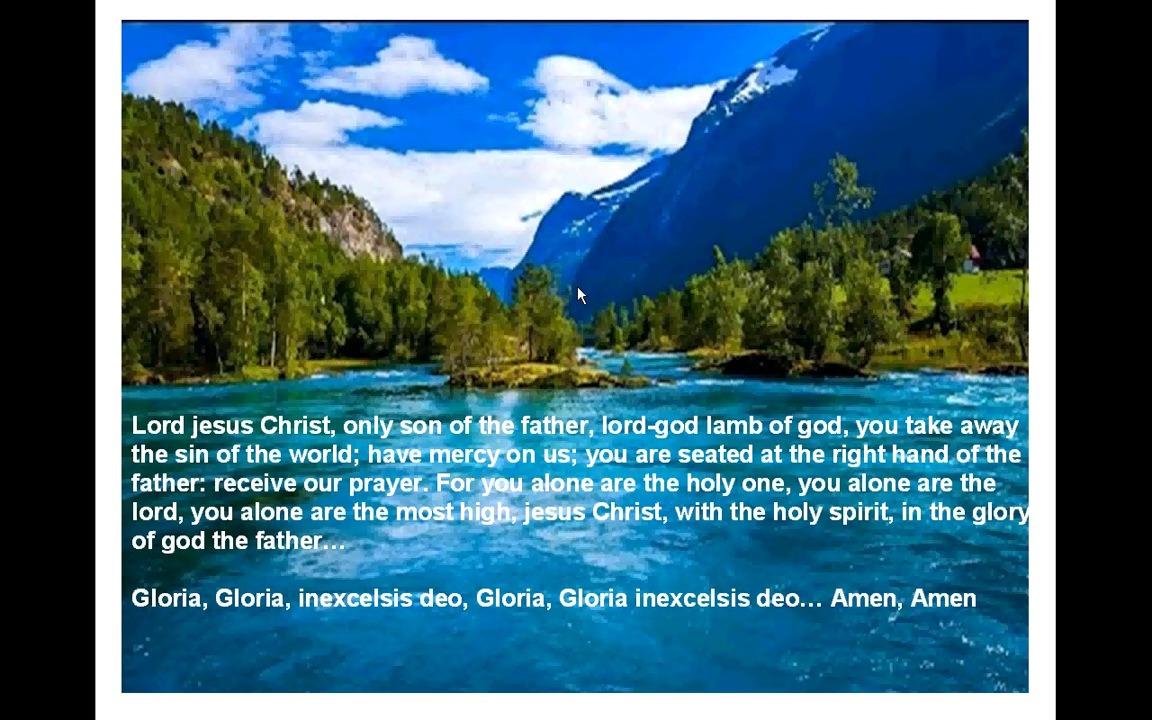 Lord jesus Christ, only son of the father, lord-god lamb of god, you take away
the sin of the world; have mercy on us; you are seated at the right hand of the
father: receive our prayer. For you alone are the holy one, you alone are the
lord, you alone are the most high, jesus Christ, with the holy spirit, in the glory
of god the father…
Gloria, Gloria, inexcelsis deo, Gloria, Gloria inexcelsis deo… Amen, Amen